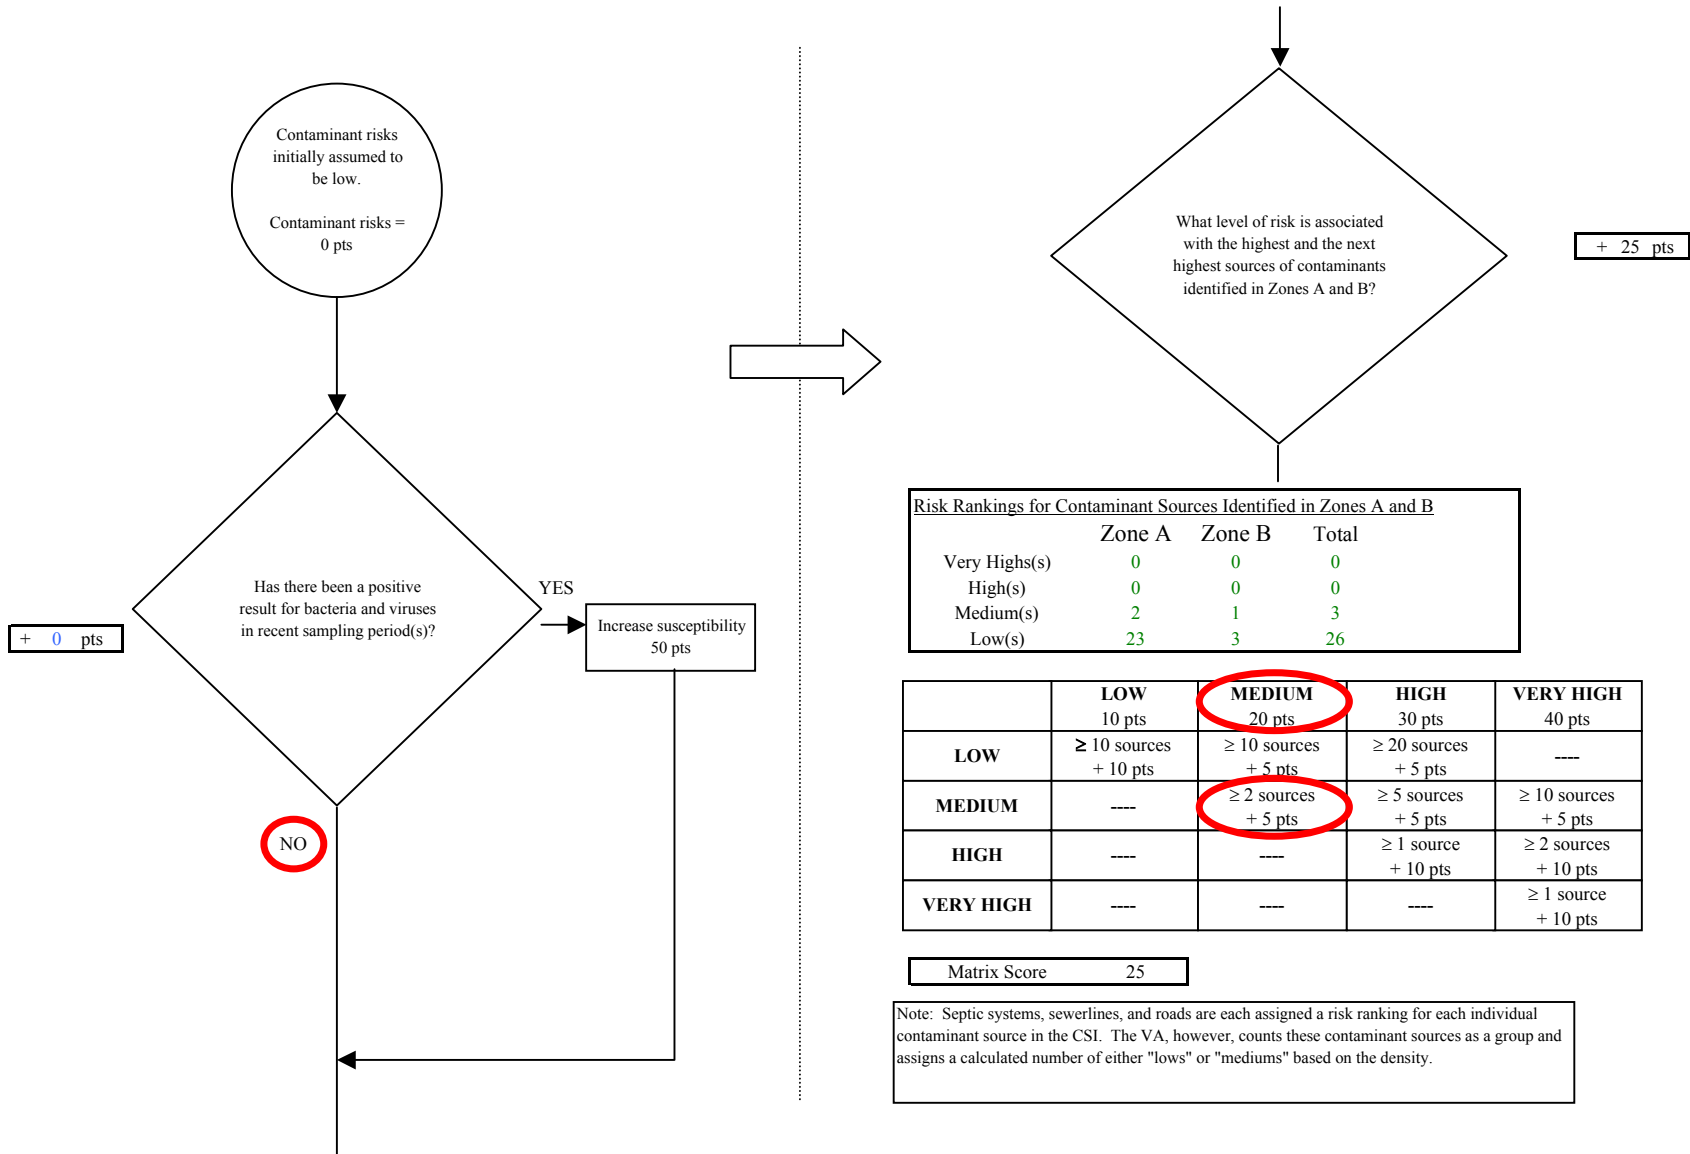 Contaminant risks
initially assumed to
be low.
Contaminant risks =
0 pts
Has there been a positive
result for bacteria and viruses
in recent sampling period(s)?
+ 0 pts
YES
Increase susceptibility
50 pts
NO
What level of risk is associated
with the highest and the next
highest sources of contaminants
identified in Zones A and B?
+ 25 pts
Risk Rankings for Contaminant Sources Identified in Zones A and B
Zone A Zone B Total
Very Highs(s) 0 0 0
High(s) 0 0 0
Medium(s) 2 1 3
Low(s) 23 3 26
LOW MEDIUM HIGH VERY HIGH
10 pts 20 pts 30 pts 40 pts
LOW ≥ 10 sources + 10 pts ≥ 10 sources + 5 pts ≥ 20 sources + 5 pts ----
MEDIUM ---- ≥ 2 sources + 5 pts ≥ 5 sources + 5 pts ≥ 10 sources + 5 pts
HIGH ---- ---- ≥ 1 source + 10 pts ≥ 2 sources + 10 pts
VERY HIGH ---- ---- ---- ≥ 1 source + 10 pts
Matrix Score 25
Note: Septic systems, sewerlines, and roads are each assigned a risk ranking for each individual
contaminant source in the CSI. The VA, however, counts these contaminant sources as a group and
assigns a calculated number of either "lows" or "mediums" based on the density.